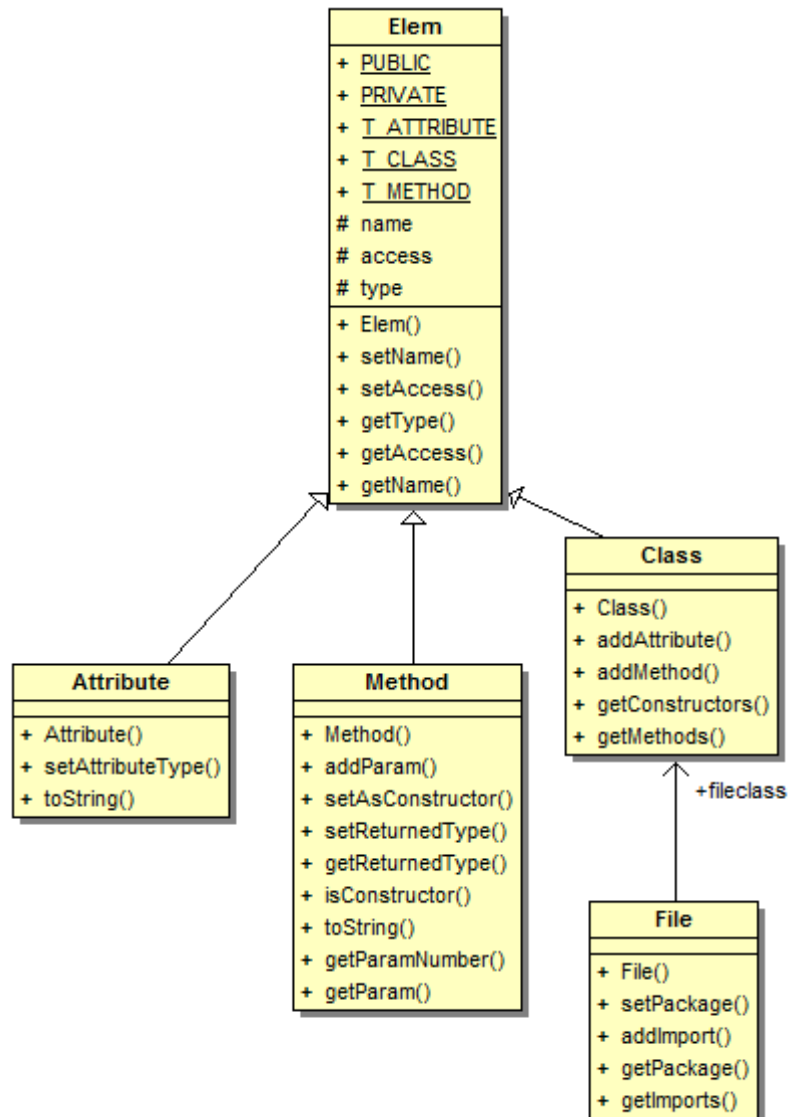 Elem
+ PUBLIC
+ PRIVATE
+ T_ATTRIBUTE
+ T_CLASS
+ T_METHOD
# name
# access
# type
+ Elem()
+ setName()
+ setAccess()
+ getType()
+ getAccess()
+ getName()
Attribute
+ Attribute()
+ setAttributeType()
+ toString()
Method
+ Method()
+ addParam()
+ setAsConstructor()
+ setReturnedType()
+ getReturnedType()
+ isConstructor()
+ toString()
+ getParamNumber()
+ getParam()
Class
+ Class()
+ addAttribute()
+ addMethod()
+ getConstructors()
+ getMethods()
+fileclass
File
+ File()
+ setPackage()
+ addImport()
+ getPackage()
+ getImports()